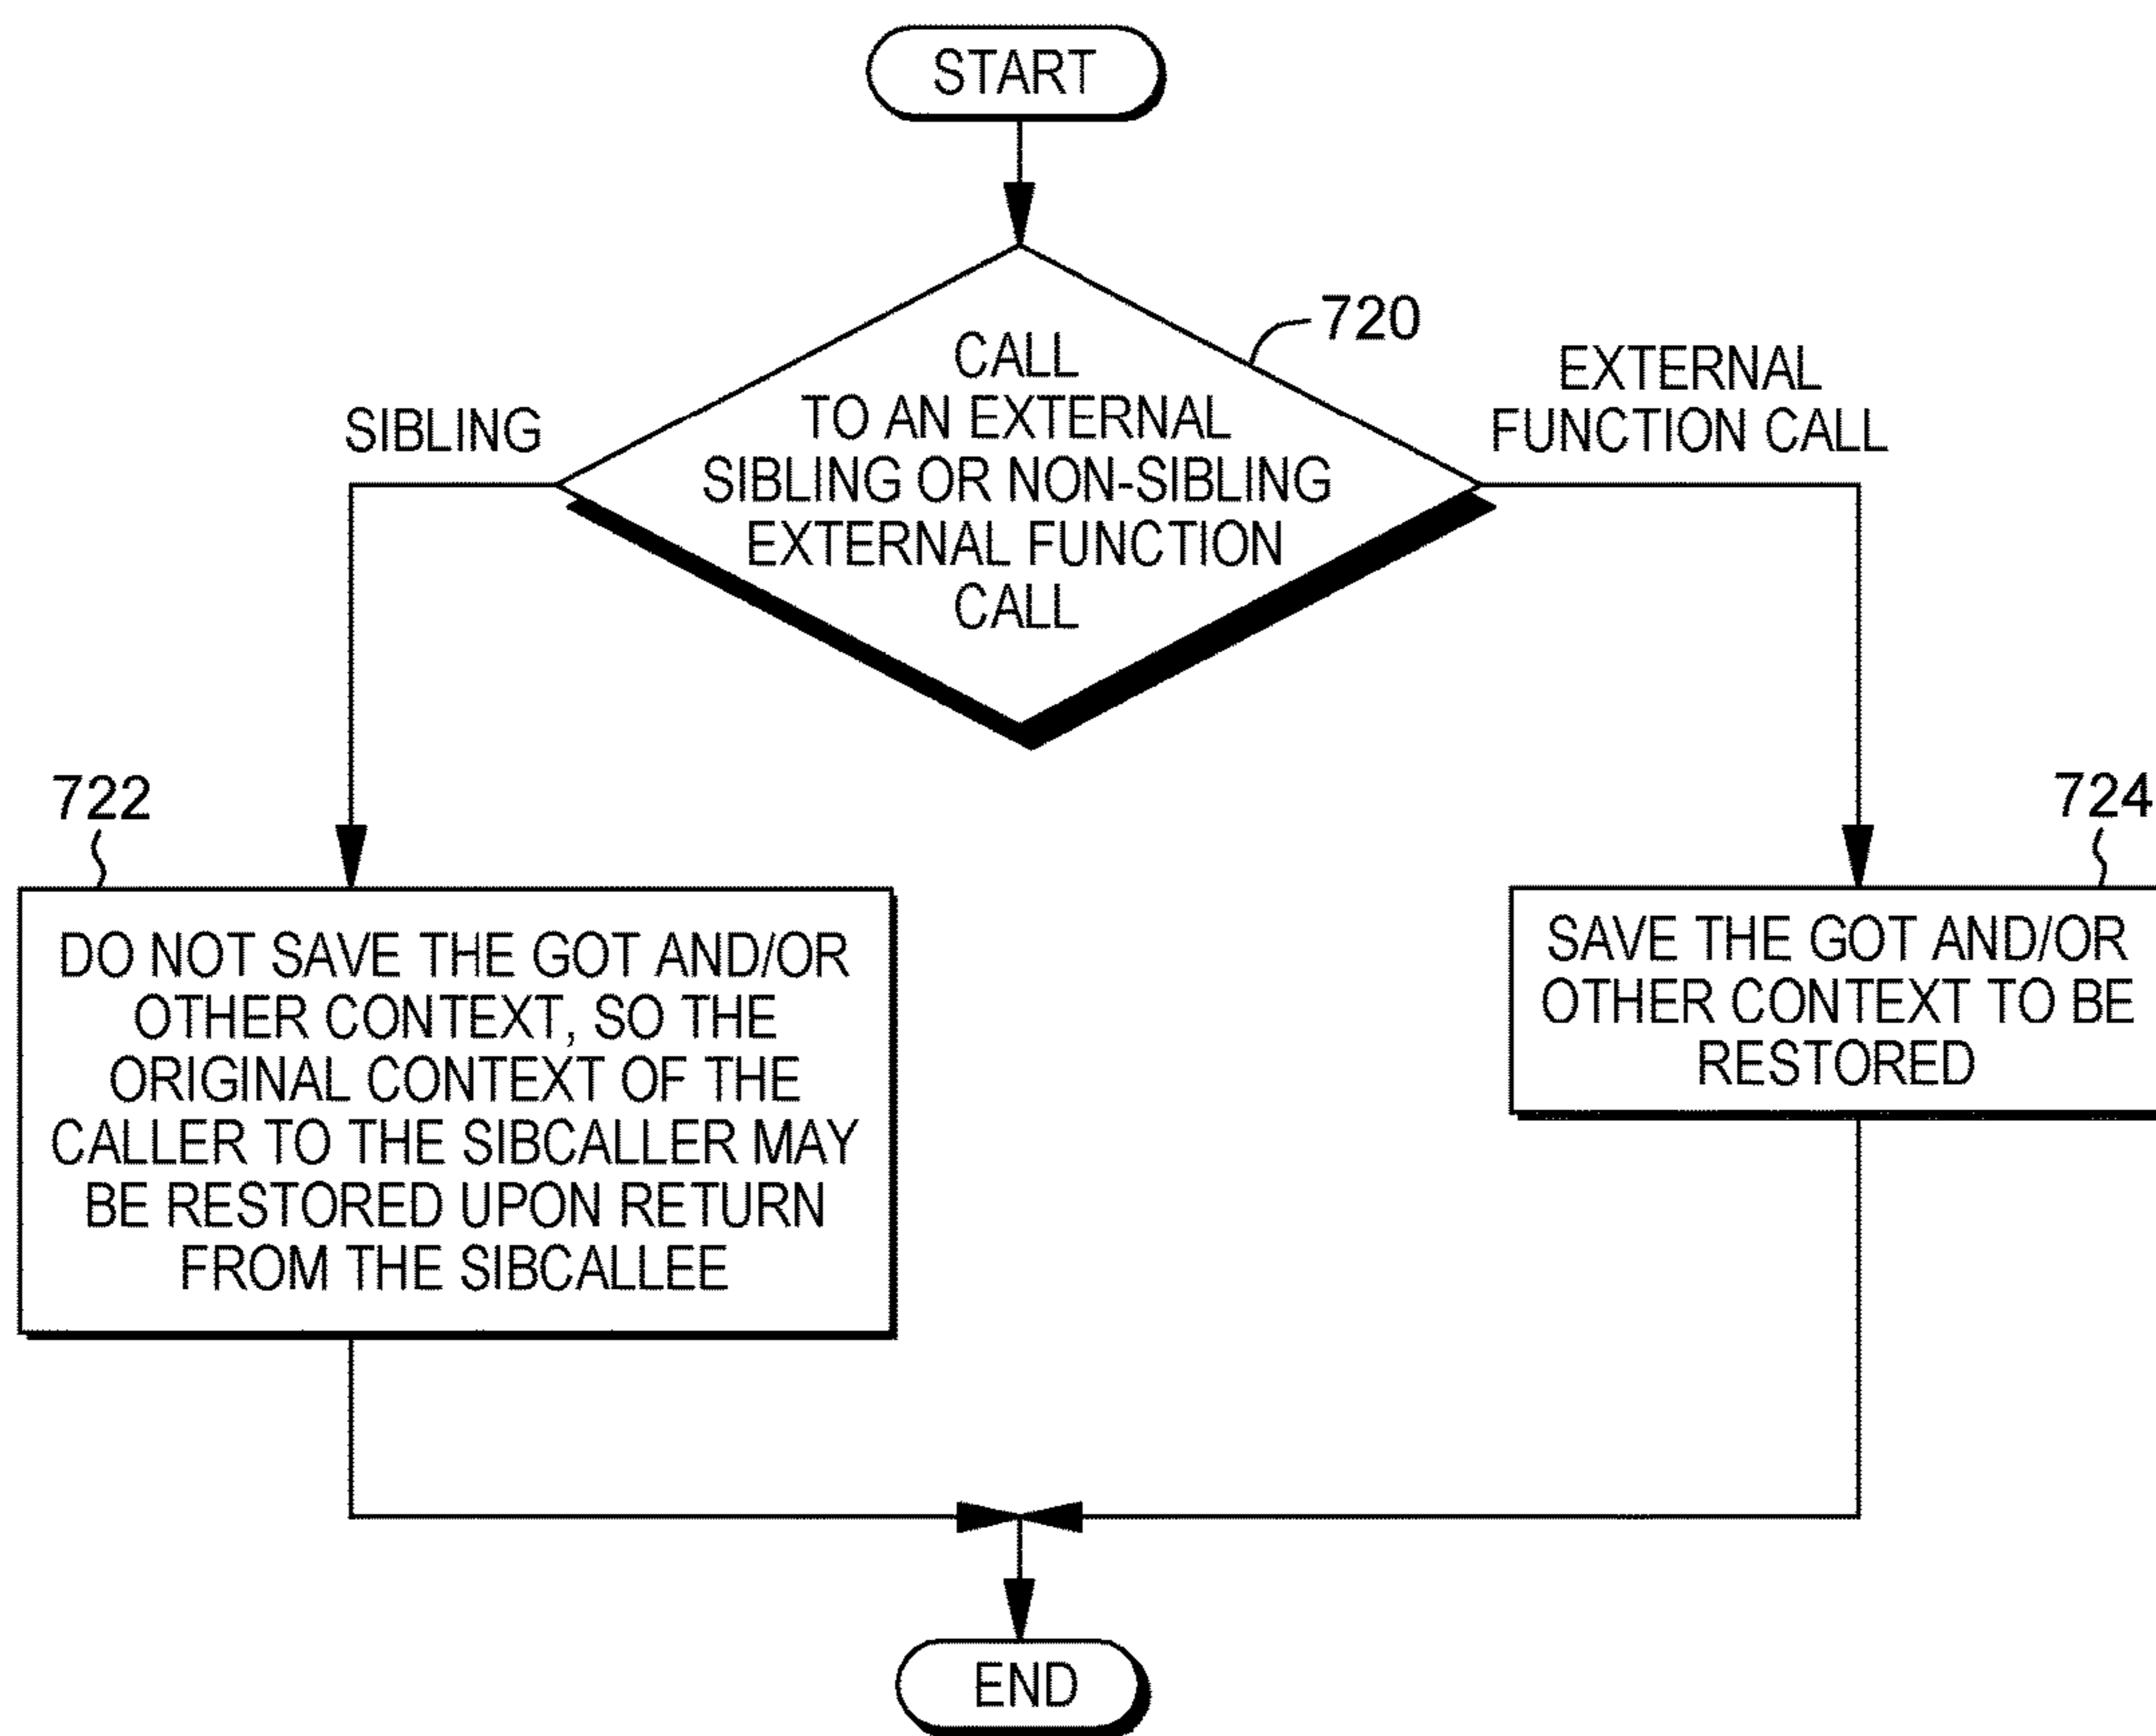 START
720
CALL
TO AN EXTERNAL
SIBLING OR NON-SIBLING
EXTERNAL FUNCTION
CALL
SIBLING
EXTERNAL
FUNCTION CALL
722
DO NOT SAVE THE GOT AND/OR
OTHER CONTEXT, SO THE
ORIGINAL CONTEXT OF THE
CALLER TO THE SIBCALLER MAY
BE RESTORED UPON RETURN
FROM THE SIBCALLEE
724
SAVE THE GOT AND/OR
OTHER CONTEXT TO BE
RESTORED
END